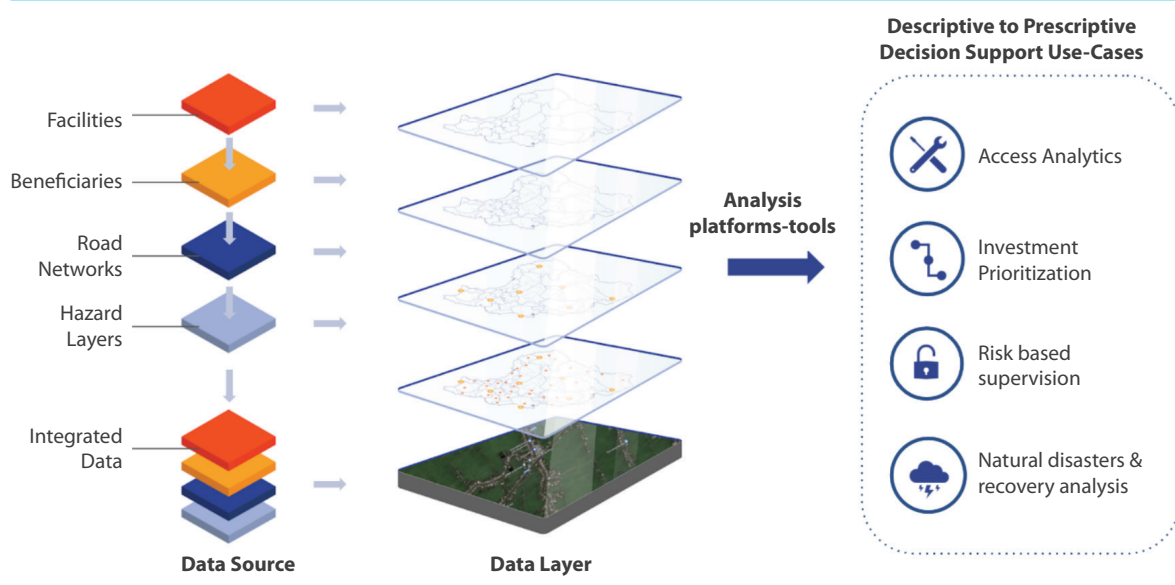 Descriptive to Prescriptive
Decision Support Use-Cases
Facilities
Beneficiaries
Road
Networks
Hazard
Layers
Integrated
Data
Data Source
Data Layer
Analysis
platforms-tools
Access Analytics
Investment
Prioritization
Risk based
supervision
Natural disasters &
recovery analysis